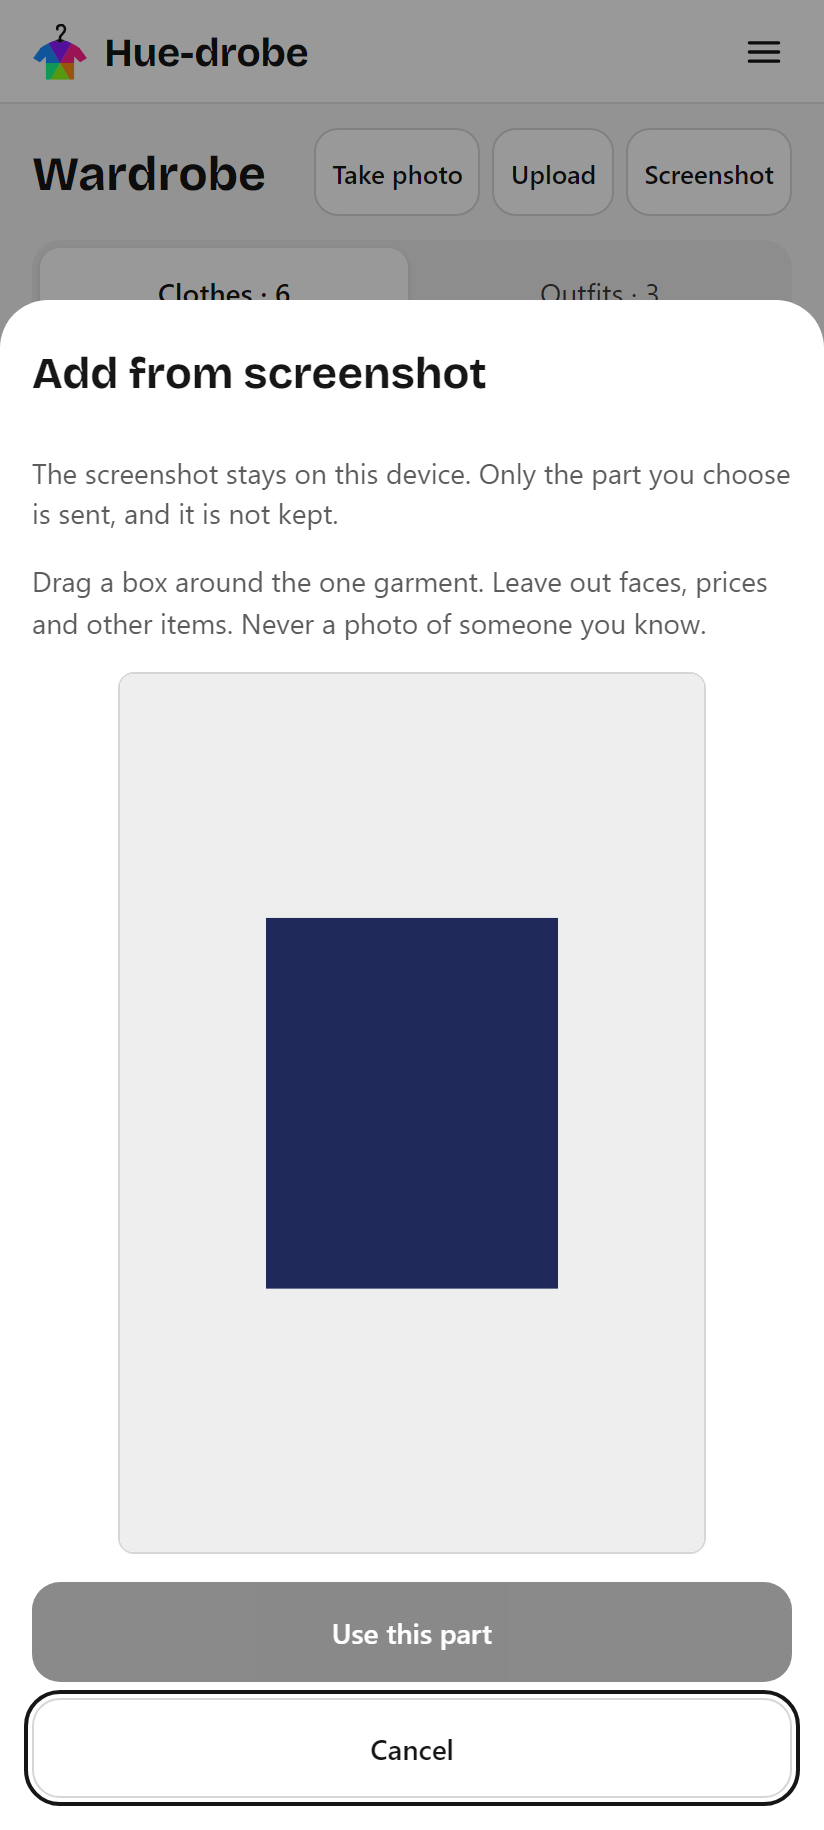 Hue-drobe
Wardrobe
Take photo
Upload
Screenshot
Clothes · 6
Outfits · 3
Add from screenshot
The screenshot stays on this device. Only the part you choose
is sent, and it is not kept.
Drag a box around the one garment. Leave out faces, prices
and other items. Never a photo of someone you know.
Use this part
Cancel